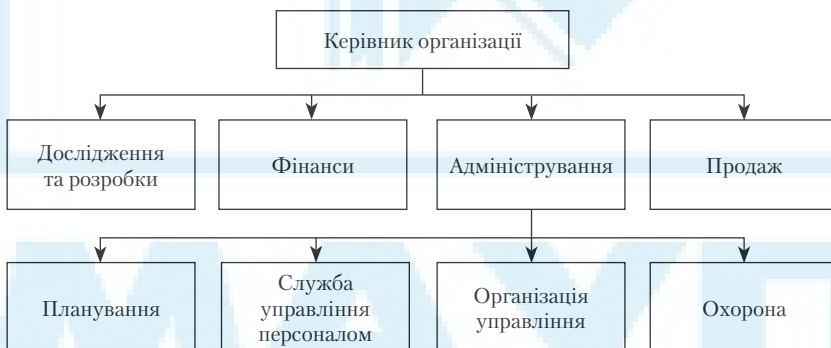 Керівник організації
Дослідження
та розробки
Фінанси
Адміністрування
Продаж
Планування
Служба
управління
персоналом
Організація
управління
Охорона